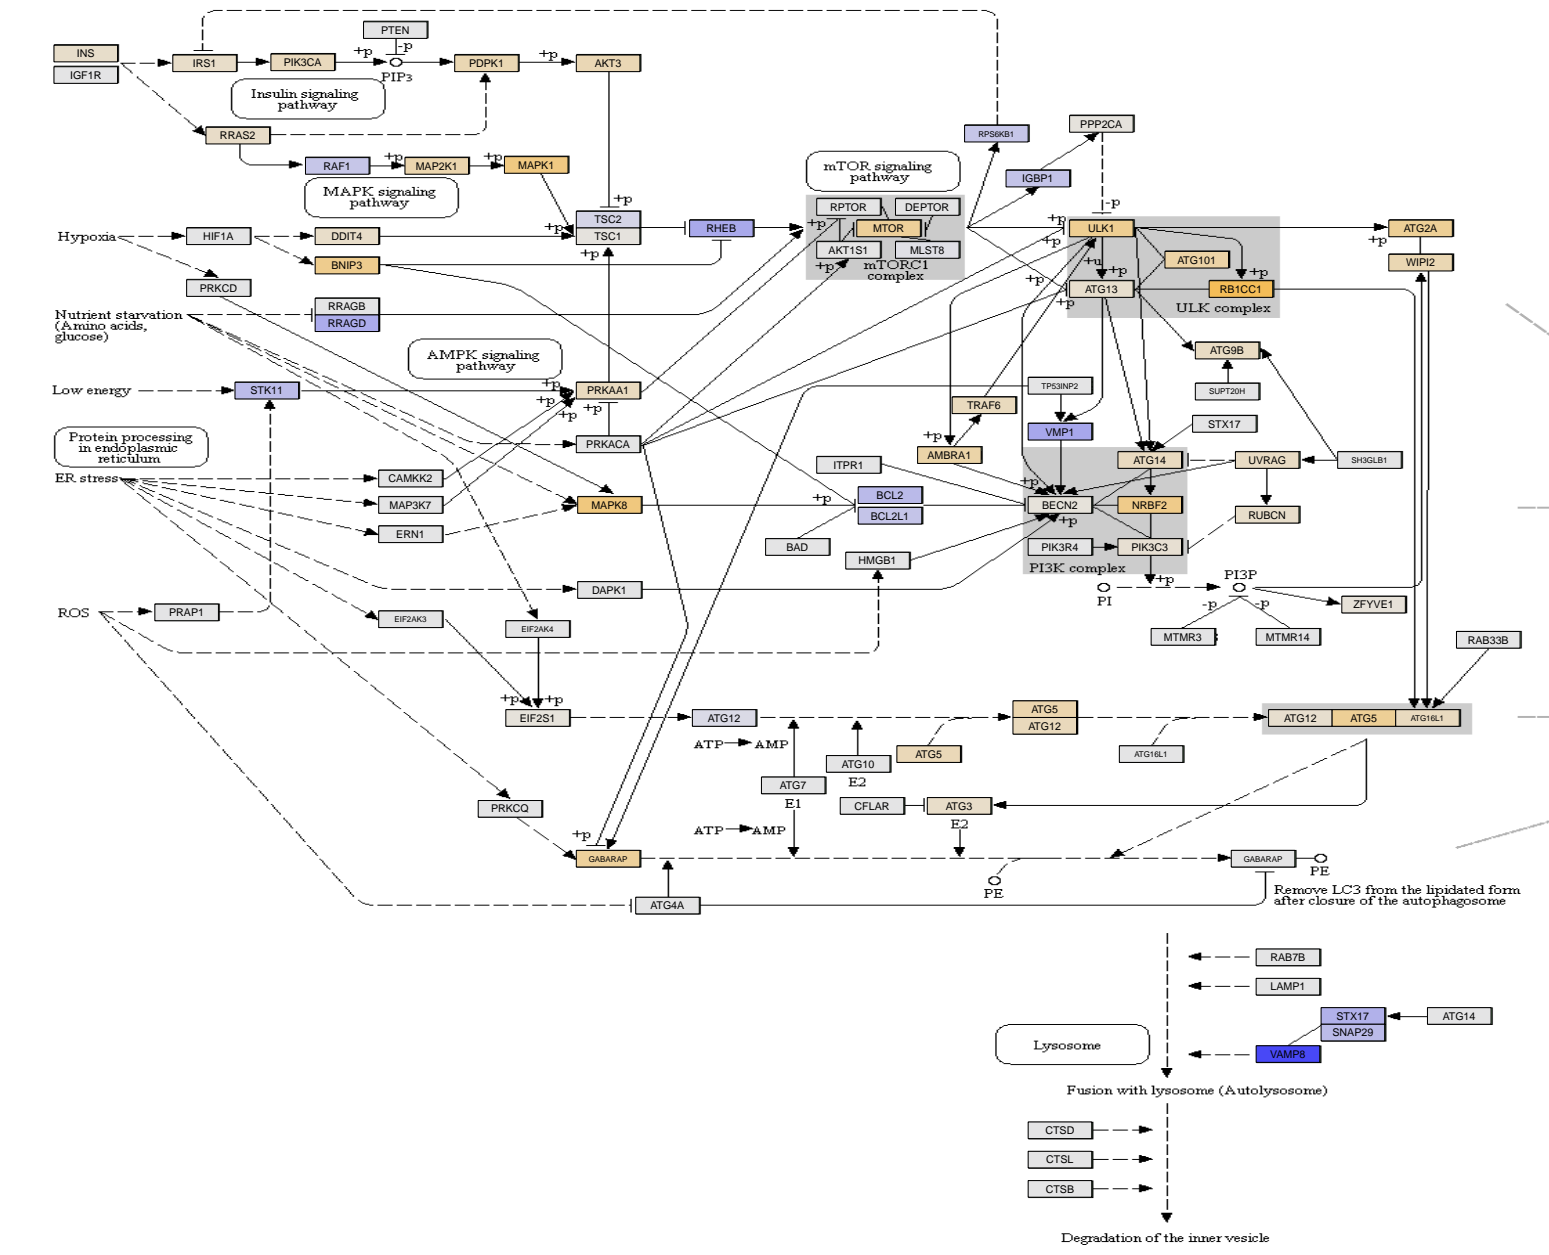 PTEN
INS
IGF1R
IRS1
PIK3CA
+p
-p
PIP3
PDPK1
+p
AKT3
Insulin signaling
pathway
RRAS2
RAF1
+p
MAP2K1
+p
MAPK1
MAPK signaling
pathway
mTOR signaling
pathway
RPS6KB1
PPP2CA
IGBP1
-p
+p
TSC2
TSC1
+p
+p
RHEB
RPTOR
DEPTOR
+p
MTOR
AKT1S1
MLST8
+p
mTORC1
complex
Hypoxia
HIF1A
DDIT4
BNIP3
PRKCD
+p
+p
ULK1
ATG2A
+p
WIPI2
+u
+p
ATG101
+p
+p
+p
ATG13
RB1CC1
ULK complex
Nutrient starvation
(Amino acids,
glucose)
RRAGB
RRAGD
AMPK signaling
pathway
ATG9B
SUPT20H
Low energy
STK11
+p
+p
+p
+p
PRKAA1
TP53INP2
TRAF6
STX17
Protein processing
in endoplasmic
reticulum
PRKACA
+p
VMP1
AMBRA1
ATG14
UVRAG
SH3GLB1
ER stress
CAMKK2
MAP3K7
ERN1
MAPK8
ITPR1
+p
BCL2
BCL2L1
BAD
+p
BECN2
+p
NRBF2
RUBCN
PIK3R4
PIK3C3
PI3K complex
HMGB1
DAPK1
+p
PI
PI3P
-p
-p
ZFYVE1
MTMR3
MTMR14
RAB33B
ROS
PRAP1
EIF2AK3
EIF2AK4
+p
+p
EIF2S1
ATG12
ATP
AMP
ATG5
ATG12
ATG5
ATG12
ATG5
ATG16L1
ATG16L1
ATG10
E2
ATG7
E1
PRKCQ
CFLAR
ATG3
E2
ATP
AMP
+p
GABARAP
GABARAP
PE
PE
ATG4A
Remove LC3 from the lipidated form
after closure of the autophagosome
RAB7B
LAMP1
STX17
SNAP29
ATG14
VAMP8
Lysosome
Fusion with lysosome (Autolysosome)
CTSD
CTSL
CTSB
Degradation of the inner vesicle